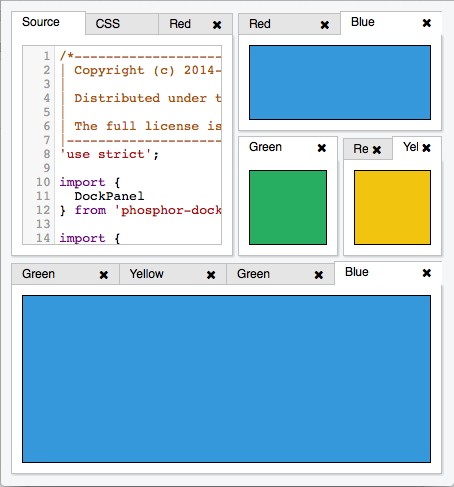 Source CSS Red ✖
Red ✖ Blue ✖
1 /*----------------------
2 | Copyright (c) 2014-
3 |
4 | Distributed under t
5 |
6 | The full license is
7 |----------------------
8 'use strict';
9
10 import {
11   DockPanel
12 } from 'phosphor-dock
13
14 import {
Green ✖
Re ✖ Yel ✖
Green ✖ Yellow ✖ Green ✖ Blue ✖